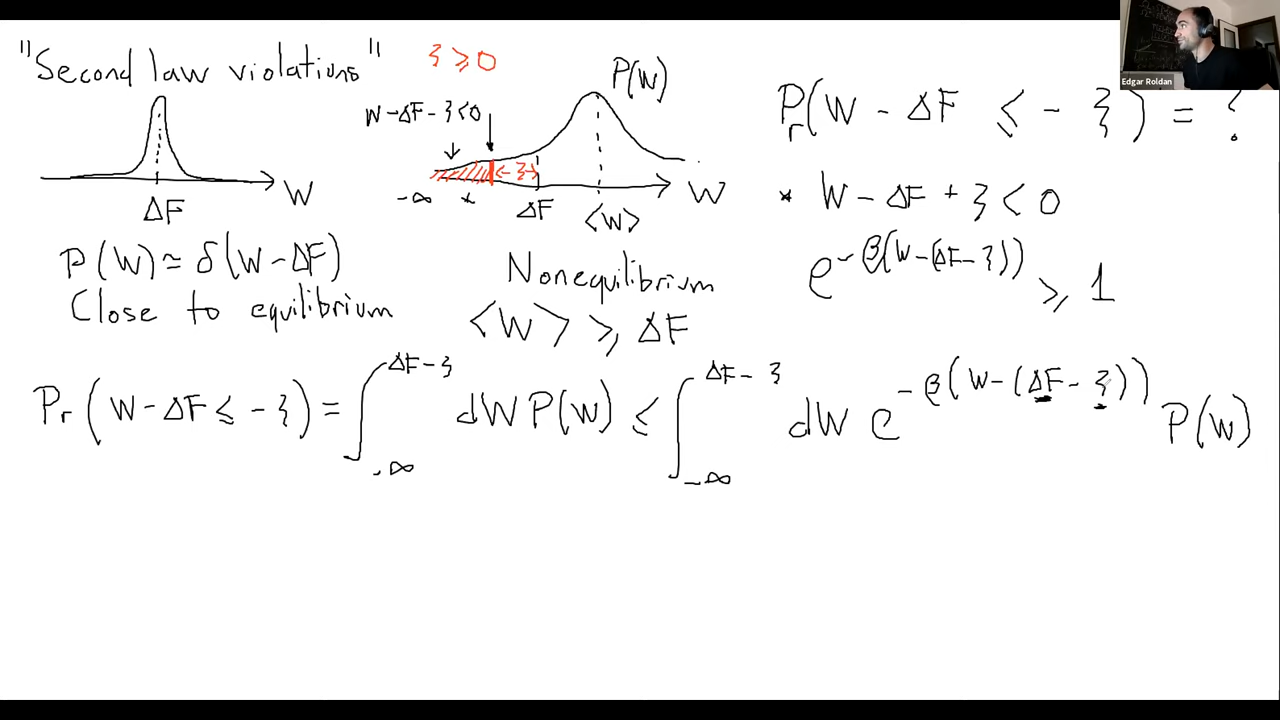 "Second law violations"
ξ ≥ 0
P(W)
W - ΔF - ξ < 0
← ξ →
-∞
*
ΔF
<W>
W
ΔF
W
P(W) ≃ δ(W - ΔF)
Close to equilibrium
Nonequilibrium
<W> ≥ ΔF
Edgar Roldan
Pr(W - ΔF ≤ - ξ) = ?
* W - ΔF + ξ < 0
e^{-β(W-(ΔF-ξ))} ≥ 1
Pr(W - ΔF ≤ - ξ) = ∫_{-∞}^{ΔF-ξ} dW P(W) ≤ ∫_{-∞}^{ΔF-ξ} dW e^{-β(W-(ΔF-ξ))} P(W)